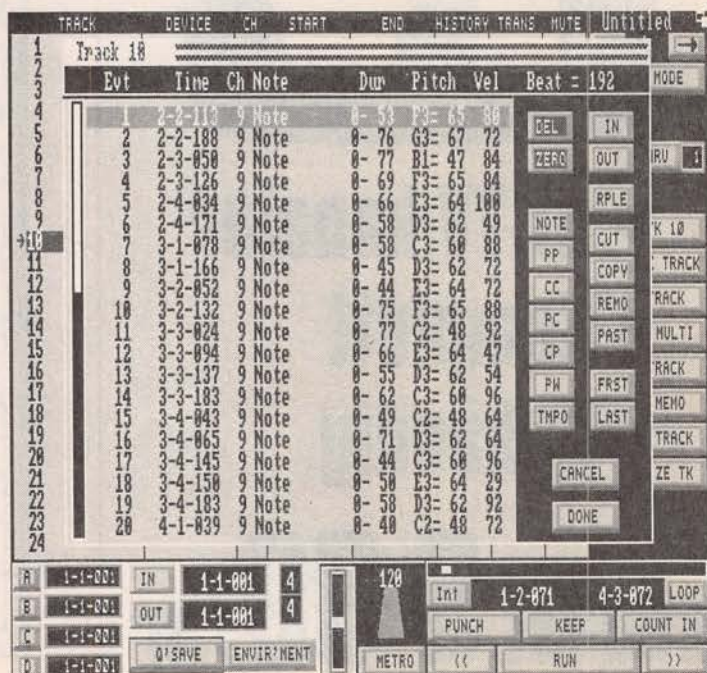 TRACK DEVICE CH START END HISTORY TRANS MUTE Untitled
Track 10
Evt Time Ch Note Dur Pitch Vel Beat = 192
1 2-2-113 9 Note 0- 53 F3= 65 80
2 2-2-188 9 Note 0- 76 G3= 67 72
3 2-3-050 9 Note 0- 77 B1= 47 84
4 2-3-126 9 Note 0- 69 F3= 65 84
5 2-4-034 9 Note 0- 66 E3= 64 100
6 2-4-171 9 Note 0- 58 D3= 62 49
7 3-1-078 9 Note 0- 58 C3= 60 88
8 3-1-166 9 Note 0- 45 D3= 62 72
9 3-2-052 9 Note 0- 44 E3= 64 72
10 3-2-132 9 Note 0- 75 F3= 65 88
11 3-3-024 9 Note 0- 77 C2= 48 92
12 3-3-094 9 Note 0- 66 E3= 64 47
13 3-3-137 9 Note 0- 55 D3= 62 54
14 3-3-183 9 Note 0- 62 C3= 60 96
15 3-4-043 9 Note 0- 49 C2= 48 64
16 3-4-065 9 Note 0- 71 D3= 62 64
17 3-4-145 9 Note 0- 44 C3= 60 96
18 3-4-150 9 Note 0- 50 E3= 64 29
19 3-4-183 9 Note 0- 58 D3= 62 92
20 4-1-039 9 Note 0- 40 C2= 48 72
1
2
3
4
5
6
7
8
9
10
11
12
13
14
15
16
17
18
19
20
21
22
23
24
DEL IN
ZERO OUT
RPLE
NOTE CUT
PP COPY
CC REMO
PC PAST
CP
PW FRST
TMPO LAST
CANCEL
DONE
MODE
HRU 1
K 10
TRACK
RACK
MULTI
RACK
MEMO
TRACK
ZE TK
A 1-1-001 IN 1-1-001 4
B 1-1-001 OUT 1-1-001 4
C 1-1-001
D 1-1-001 Q'SAVE ENVIR'MENT
120
METRO
Int 1-2-071 4-3-072 LOOP
PUNCH KEEP COUNT IN
<< RUN >>